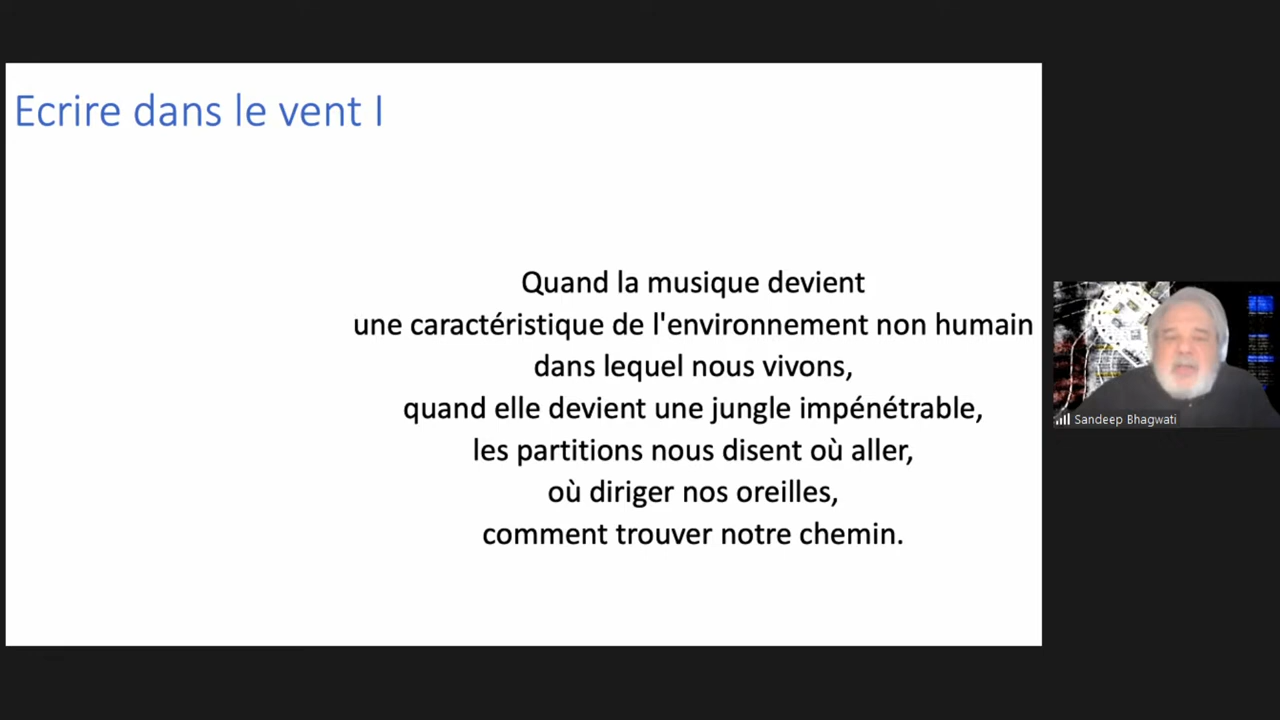 Ecrire dans le vent I
Quand la musique devient
une caractéristique de l'environnement non humain
dans lequel nous vivons,
quand elle devient une jungle impénétrable,
les partitions nous disent où aller,
où diriger nos oreilles,
comment trouver notre chemin.
Sandeep Bhagwati